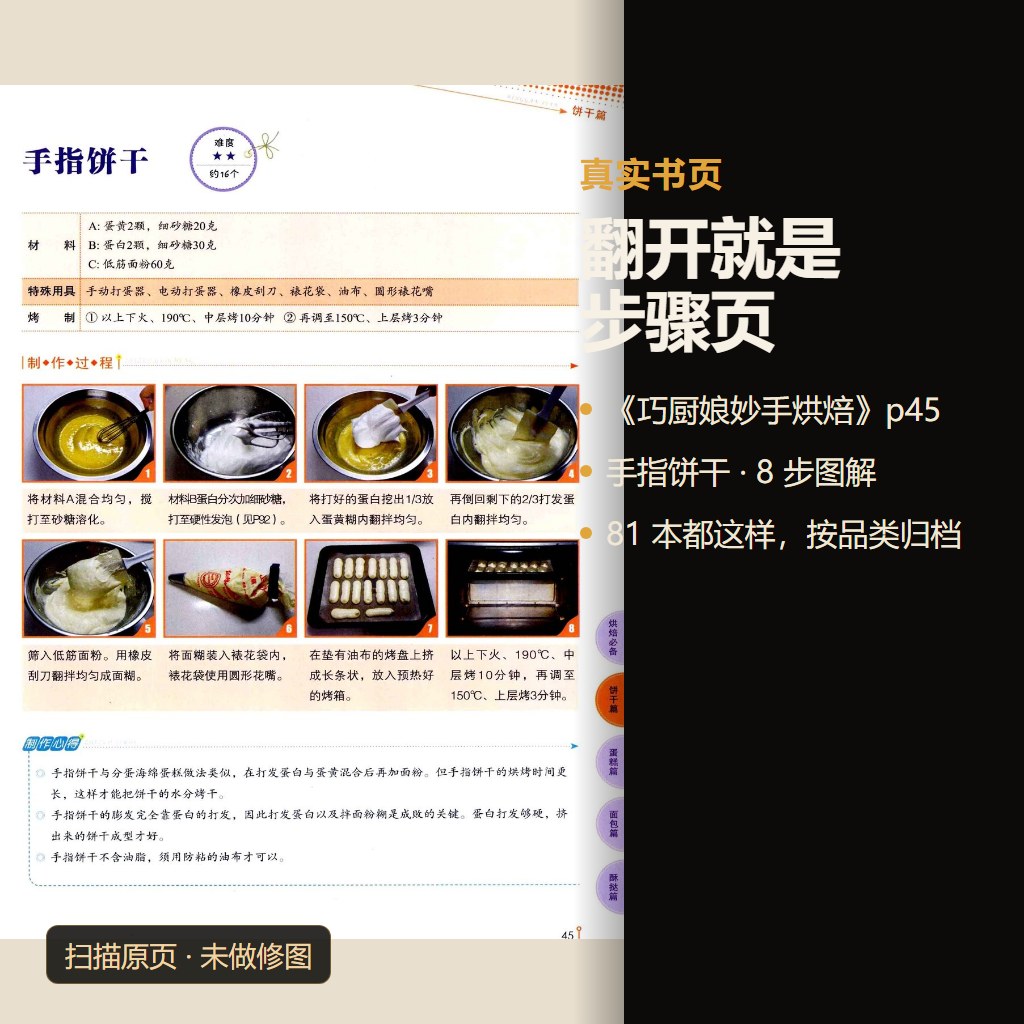 饼干篇
手指饼干
难度
★★
约16个
材 料
A: 蛋黄2颗，细砂糖20克
B: 蛋白2颗，细砂糖30克
C: 低筋面粉60克
特殊用具 手动打蛋器、电动打蛋器、橡皮刮刀、裱花袋、油布、圆形裱花嘴
烤 制 ① 以上下火、190℃、中层烤10分钟 ② 再调至150℃、上层烤3分钟
制◆作◆过◆程
1
2
3
4
将材料A混合均匀，搅
打至砂糖溶化。
材料B蛋白分次加细砂糖，
打至硬性发泡（见P92）。
将打好的蛋白挖出1/3放
入蛋黄糊内翻拌均匀。
再倒回剩下的2/3打发蛋
白内翻拌均匀。
5
6
7
8
筛入低筋面粉。用橡皮
刮刀翻拌均匀成面糊。
将面糊装入裱花袋内，
裱花袋使用圆形花嘴。
在垫有油布的烤盘上挤
成长条状，放入预热好
的烤箱。
以上下火、190℃、中
层烤10分钟，再调至
150℃、上层烤3分钟。
制作心得
手指饼干与分蛋海绵蛋糕做法类似，在打发蛋白与蛋黄混合后再加面粉。但手指饼干的烘烤时间更
长，这样才能把饼干的水分烤干。
手指饼干的膨发完全靠蛋白的打发，因此打发蛋白以及拌面粉糊是成败的关键。蛋白打发够硬，挤
出来的饼干成型才好。
手指饼干不含油脂，须用防粘的油布才可以。
45
烘焙必备
饼干篇
蛋糕篇
面包篇
酥挞篇
扫描原页 · 未做修图
真实书页
翻开就是
步骤页
《巧厨娘妙手烘焙》p45
手指饼干 · 8 步图解
81 本都这样，按品类归档